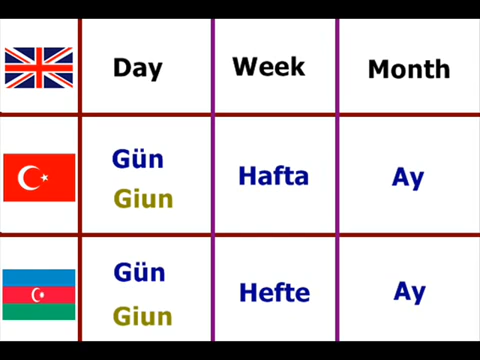 Day Week Month
Gün Hafta Ay
Giun
Gün Hefte Ay
Giun